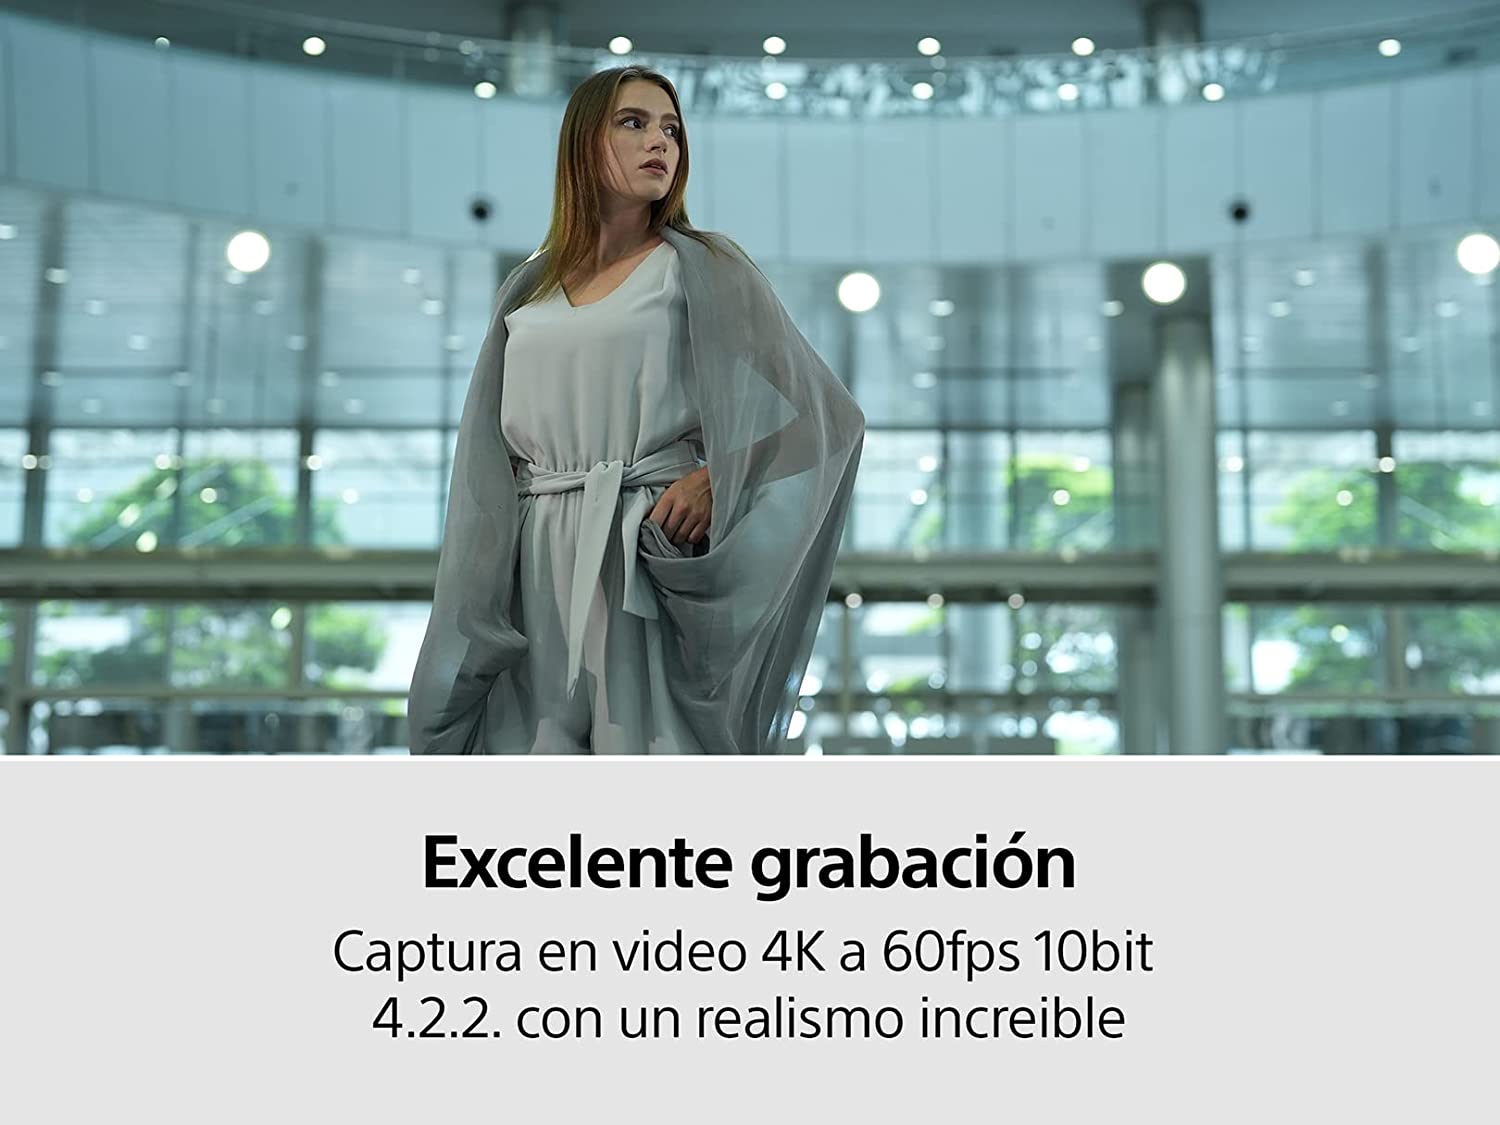 Excelente grabación
Captura en video 4K a 60fps 10bit
4.2.2. con un realismo increible